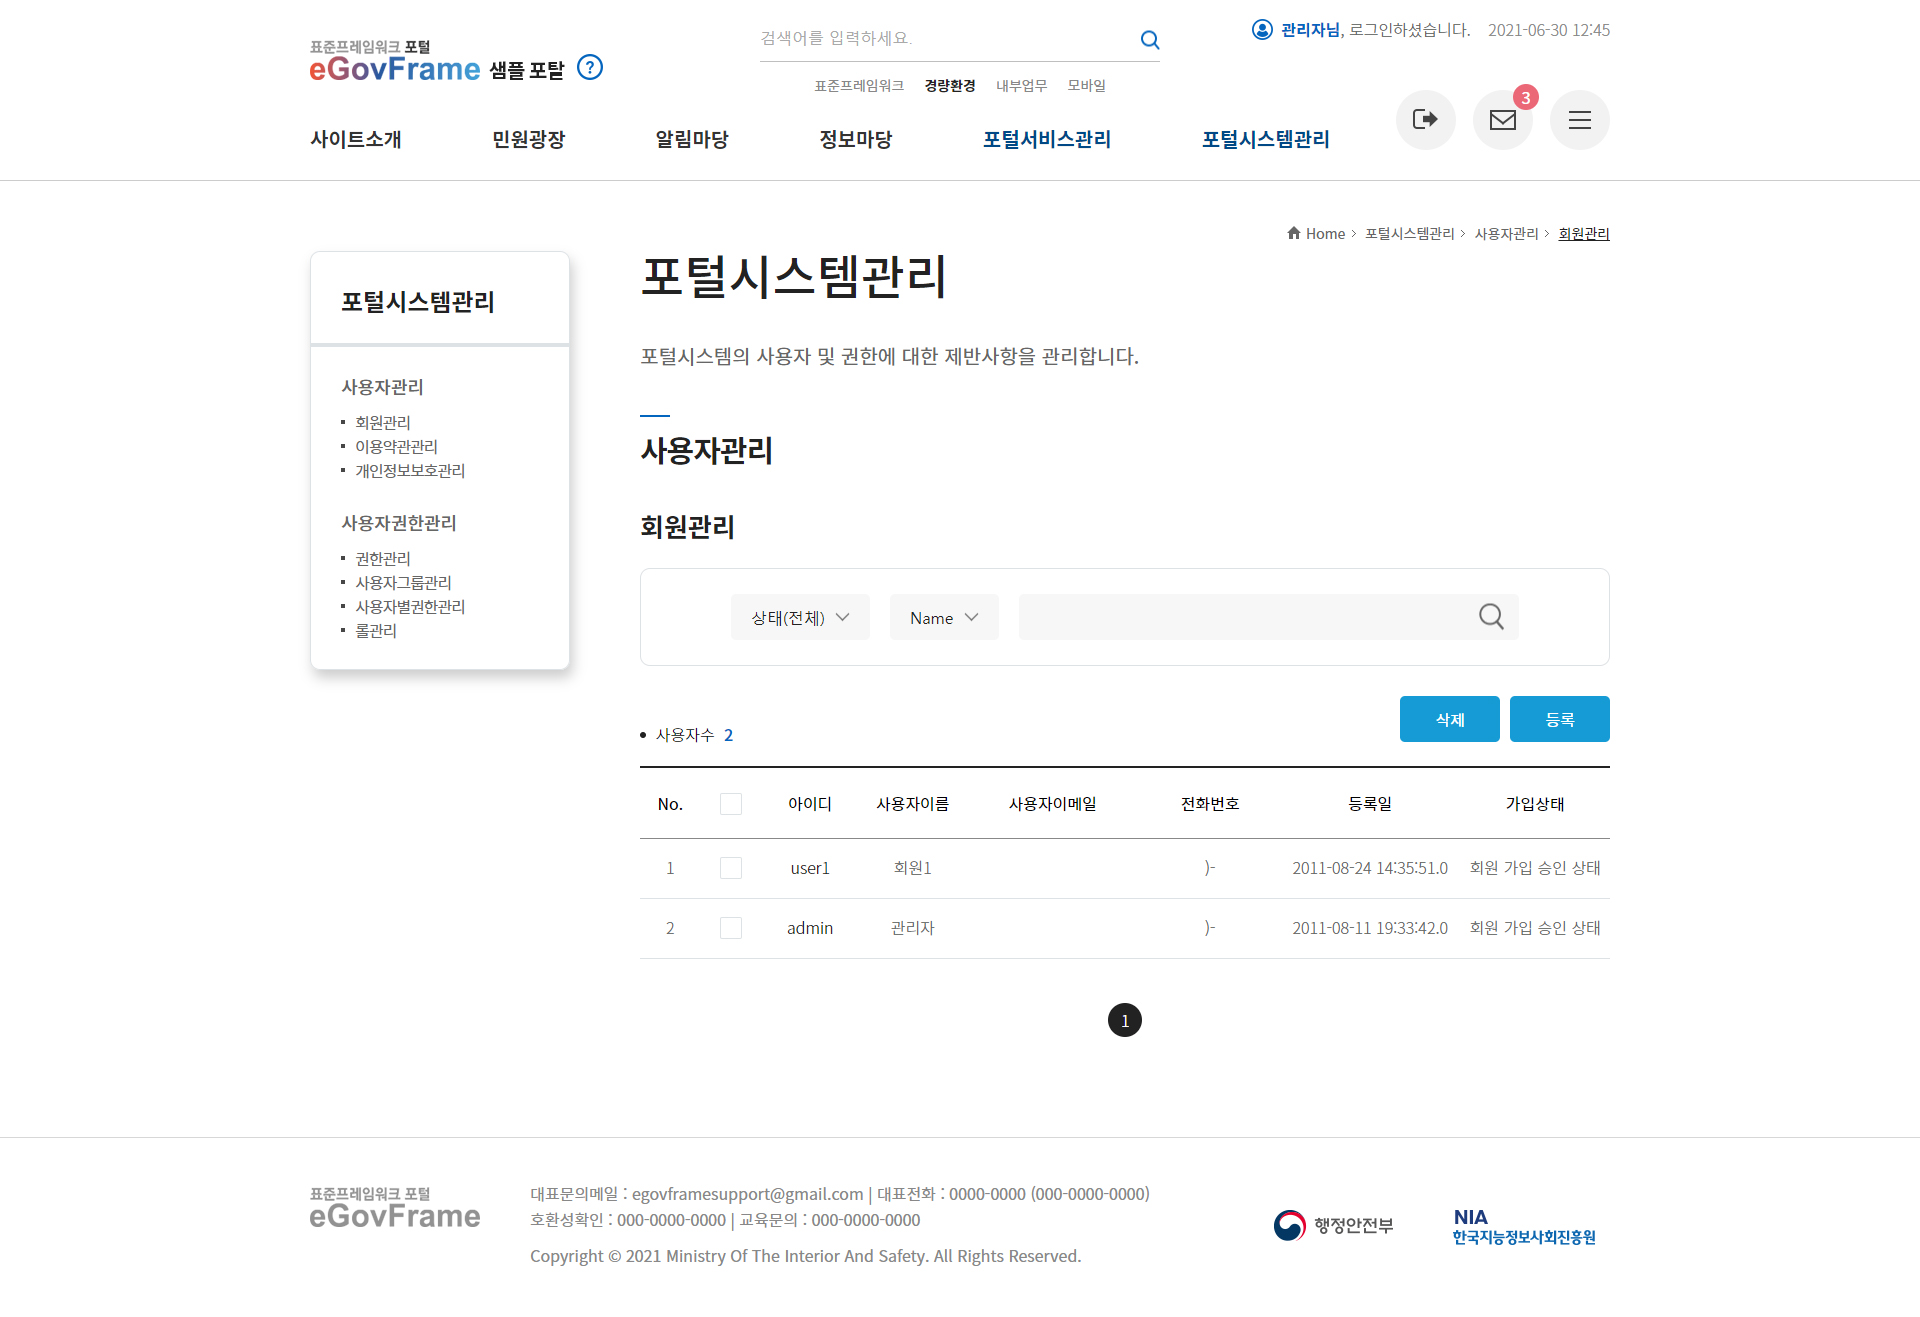 표준프레임워크 포털
eGovFrame 샘플 포탈 ?
검색어를 입력하세요.
표준프레임워크 경량환경 내부업무 모바일
관리자님, 로그인하셨습니다. 2021-06-30 12:45
3
사이트소개 민원광장 알림마당 정보마당 포털서비스관리 포털시스템관리
Home > 포털시스템관리 > 사용자관리 > 회원관리
포털시스템관리
사용자관리
회원관리
이용약관관리
개인정보보호관리
사용자권한관리
권한관리
사용자그룹관리
사용자별권한관리
롤관리
포털시스템관리
포털시스템의 사용자 및 권한에 대한 제반사항을 관리합니다.
사용자관리
회원관리
상태(전체) Name
사용자수 2
삭제 등록
No. 아이디 사용자이름 사용자이메일 전화번호 등록일 가입상태
1 user1 회원1 )- 2011-08-24 14:35:51.0 회원 가입 승인 상태
2 admin 관리자 )- 2011-08-11 19:33:42.0 회원 가입 승인 상태
1
표준프레임워크 포털
eGovFrame
대표문의메일 : egovframesupport@gmail.com | 대표전화 : 0000-0000 (000-0000-0000)
호환성확인 : 000-0000-0000 | 교육문의 : 000-0000-0000
Copyright © 2021 Ministry Of The Interior And Safety. All Rights Reserved.
행정안전부
NIA
한국지능정보사회진흥원